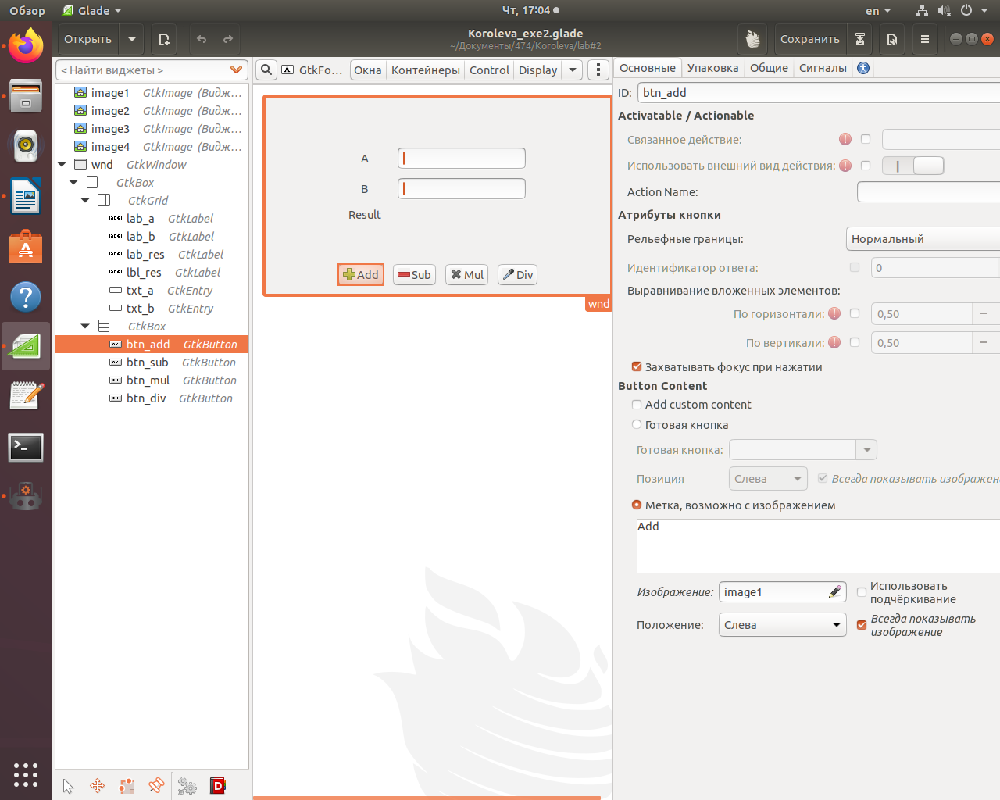 Обзор Glade Чт, 17:04 en
Открыть Koroleva_exe2.glade Сохранить
~/Документы/474/Koroleva/lab#2
< Найти виджеты > GtkFo... Окна Контейнеры Control Display Основные Упаковка Общие Сигналы
image1 GtkImage (Видж...
image2 GtkImage (Видж...
image3 GtkImage (Видж...
image4 GtkImage (Видж...
wnd GtkWindow
GtkBox
GtkGrid
lab_a GtkLabel
lab_b GtkLabel
lab_res GtkLabel
lbl_res GtkLabel
txt_a GtkEntry
txt_b GtkEntry
GtkBox
btn_add GtkButton
btn_sub GtkButton
btn_mul GtkButton
btn_div GtkButton
A
B
Result
Add Sub Mul Div
wnd
ID: btn_add
Activatable / Actionable
Связанное действие:
Использовать внешний вид действия:
Action Name:
Атрибуты кнопки
Рельефные границы: Нормальный
Идентификатор ответа: 0
Выравнивание вложенных элементов:
По горизонтали: 0,50
По вертикали: 0,50
Захватывать фокус при нажатии
Button Content
Add custom content
Готовая кнопка
Готовая кнопка:
Позиция Слева Всегда показывать изображен
Метка, возможно с изображением
Add
Изображение: image1 Использовать
подчёркивание
Положение: Слева Всегда показывать
изображение